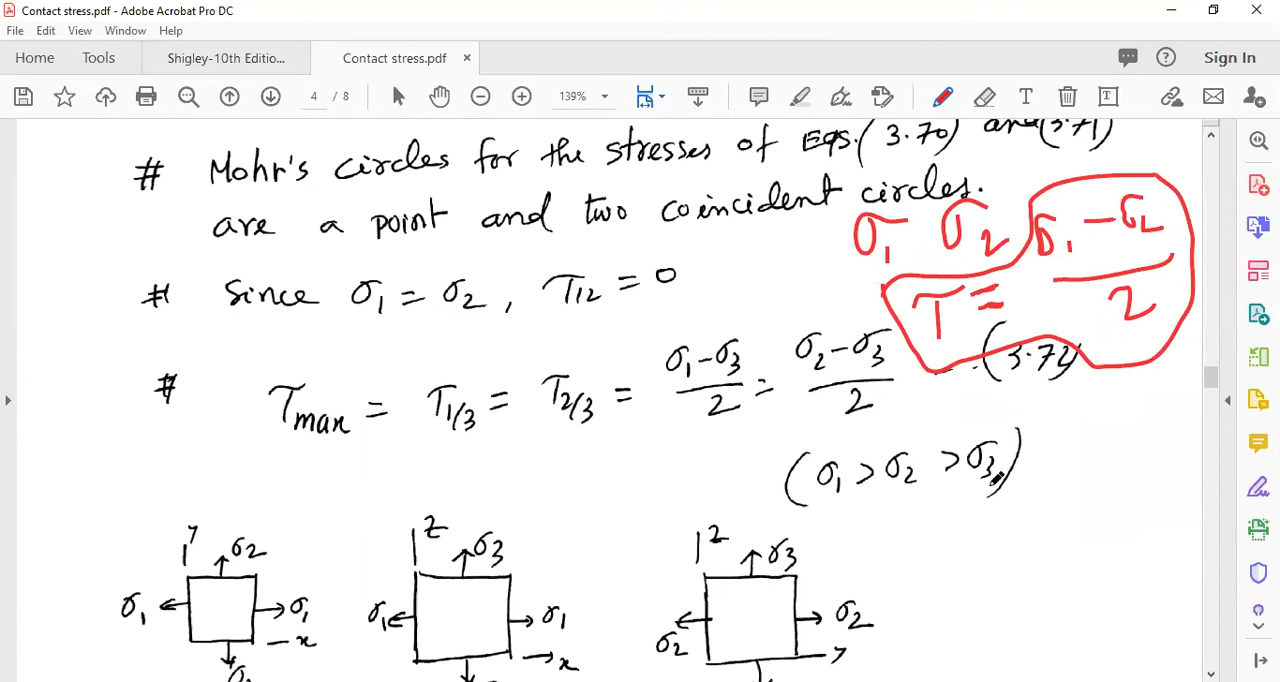 Contact stress.pdf - Adobe Acrobat Pro DC
File Edit View Window Help
Home Tools Shigley-10th Editio... Contact stress.pdf × Sign In
4 / 8 139%
# Mohr's circles for the stresses of Eqs.(3.70) and (3.71)
are a point and two coincident circles.
σ1 σ2
τ = σ1 - σ2 / 2
# Since σ1 = σ2, τ12 = 0
# τmax = τ1/3 = τ2/3 = σ1-σ3 / 2 = σ2-σ3 / 2 - . (3.72)
(σ1 > σ2 > σ3)
y σ2
σ1 σ1
x
z σ3
σ1 σ1
x
z σ3
σ2 σ2
y